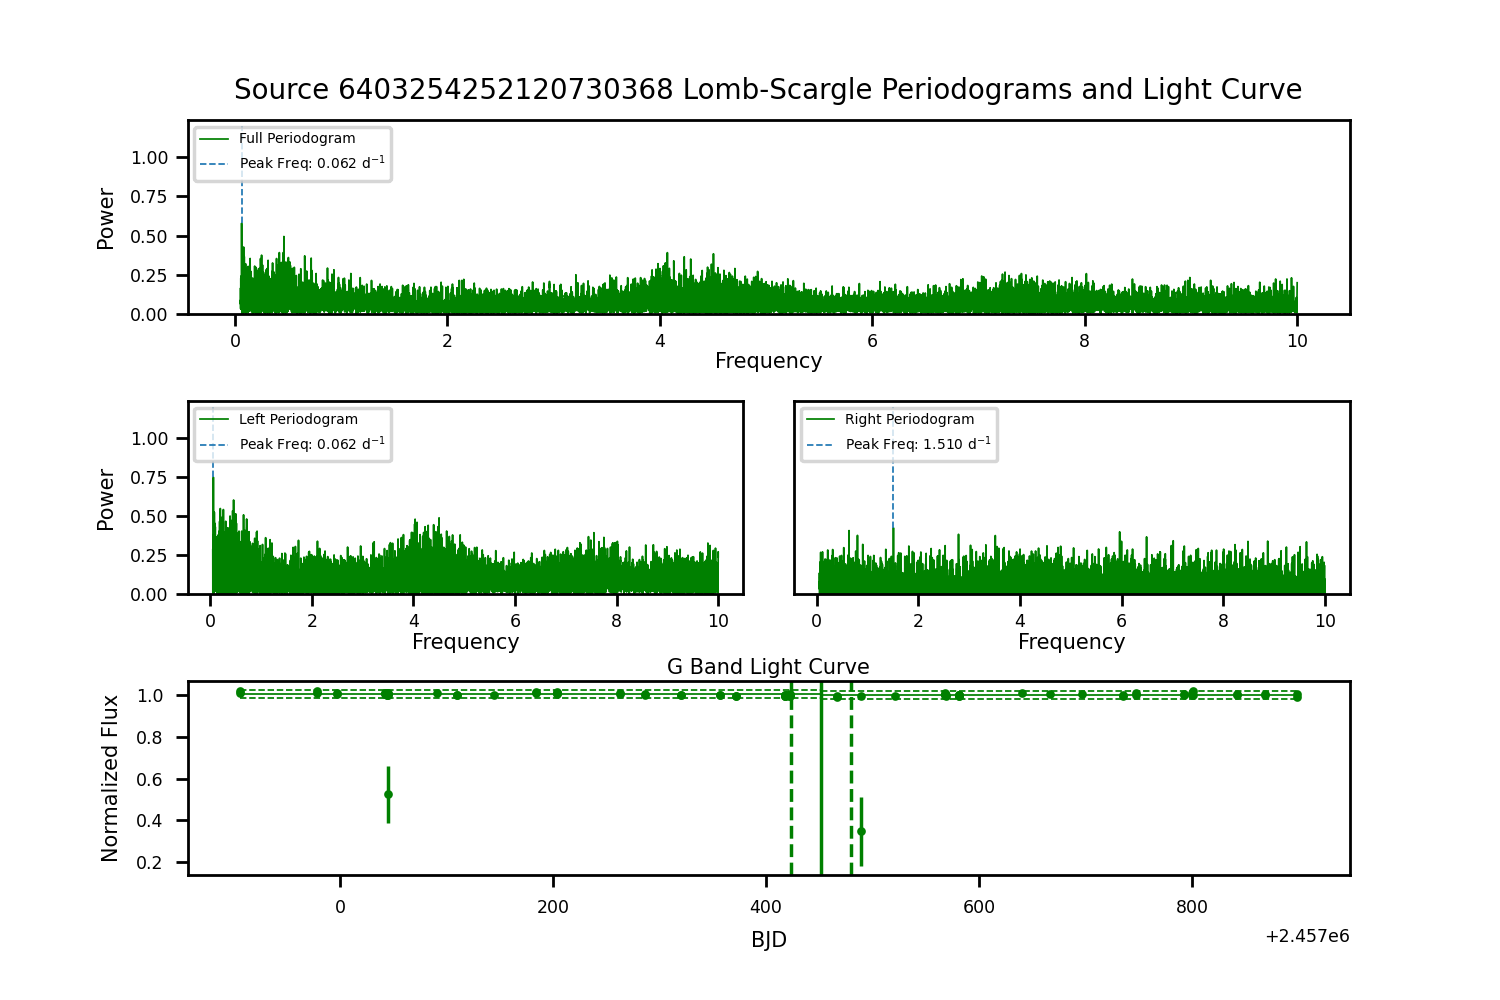 Source 6403254252120730368 Lomb-Scargle Periodograms and Light Curve
Full Periodogram
Peak Freq: 0.062 d⁻¹
1.00
0.75
0.50
0.25
0.00
Power
0 2 4 6 8 10
Frequency
Left Periodogram
Peak Freq: 0.062 d⁻¹
1.00
0.75
0.50
0.25
0.00
Power
0 2 4 6 8 10
Frequency
Right Periodogram
Peak Freq: 1.510 d⁻¹
0 2 4 6 8 10
Frequency
G Band Light Curve
1.0
0.8
0.6
0.4
0.2
Normalized Flux
0 200 400 600 800
BJD
+2.457e6